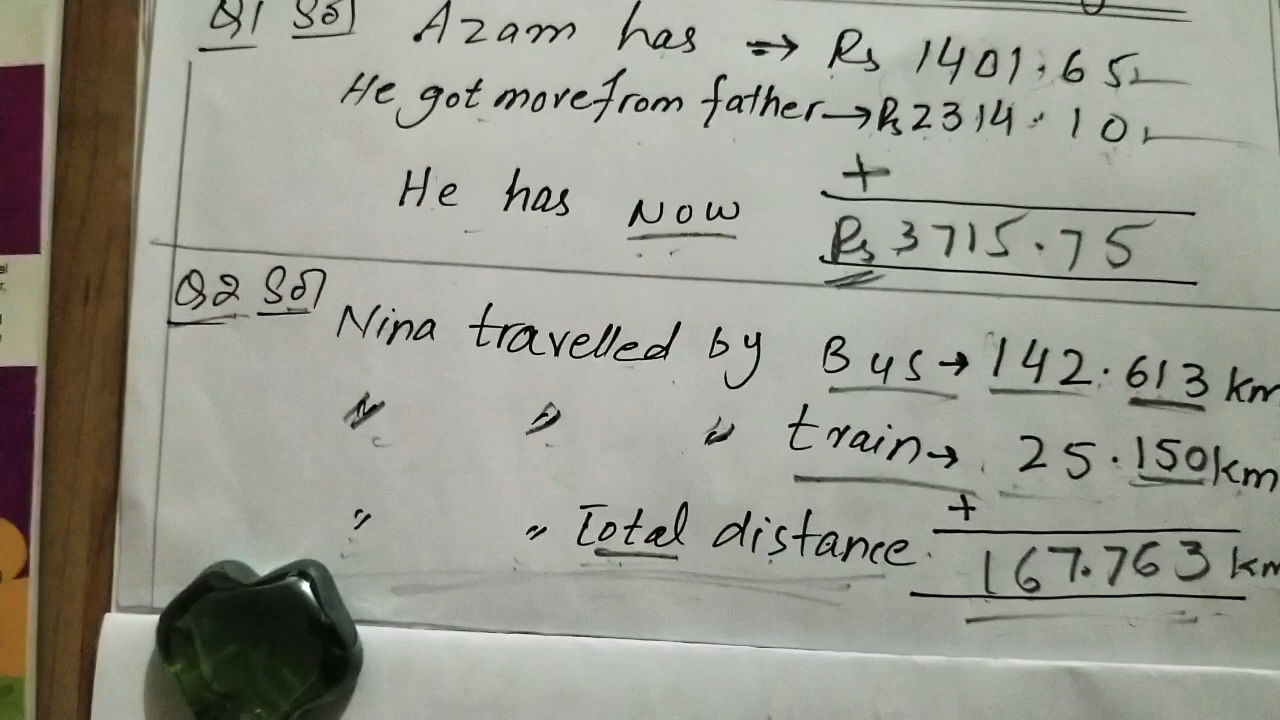 Q1 Sol Azam has → Rs 1401.65
He got more from father → Rs 2314.10
+
He has Now Rs 3715.75
Q2 Sol Nina travelled by Bus → 142.613 km
" " " train → 25.150 km
+
" " Total distance 167.763 km